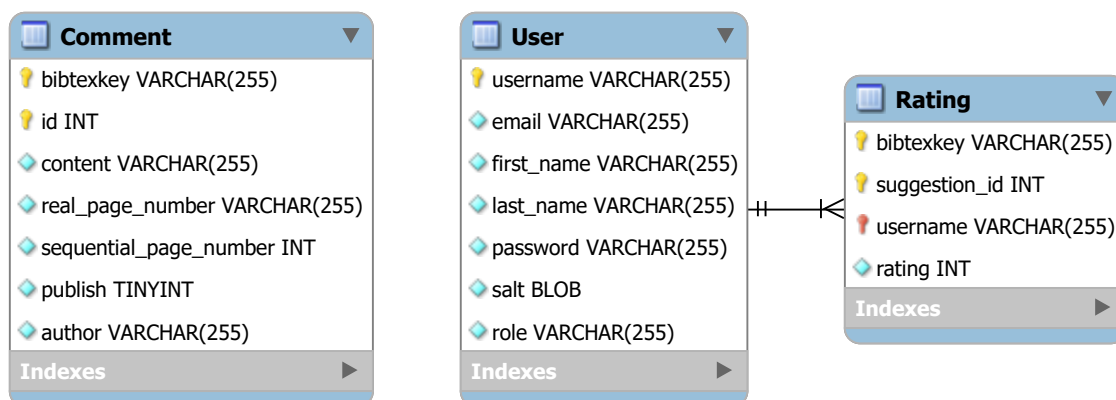 Comment
bibtexkey VARCHAR(255)
id INT
content VARCHAR(255)
real_page_number VARCHAR(255)
sequential_page_number INT
publish TINYINT
author VARCHAR(255)
Indexes
User
username VARCHAR(255)
email VARCHAR(255)
first_name VARCHAR(255)
last_name VARCHAR(255)
password VARCHAR(255)
salt BLOB
role VARCHAR(255)
Indexes
Rating
bibtexkey VARCHAR(255)
suggestion_id INT
username VARCHAR(255)
rating INT
Indexes